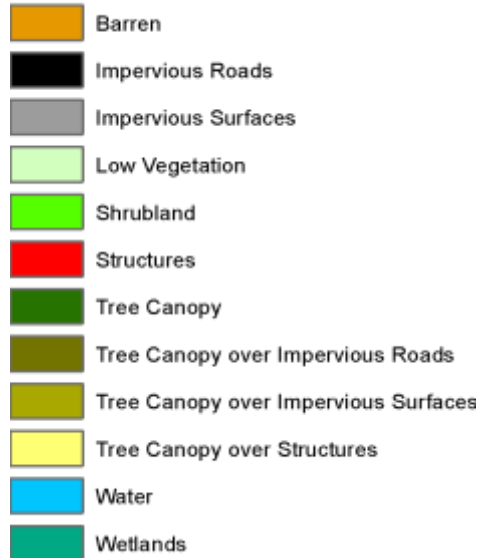 Barren
Impervious Roads
Impervious Surfaces
Low Vegetation
Shrubland
Structures
Tree Canopy
Tree Canopy over Impervious Roads
Tree Canopy over Impervious Surfaces
Tree Canopy over Structures
Water
Wetlands